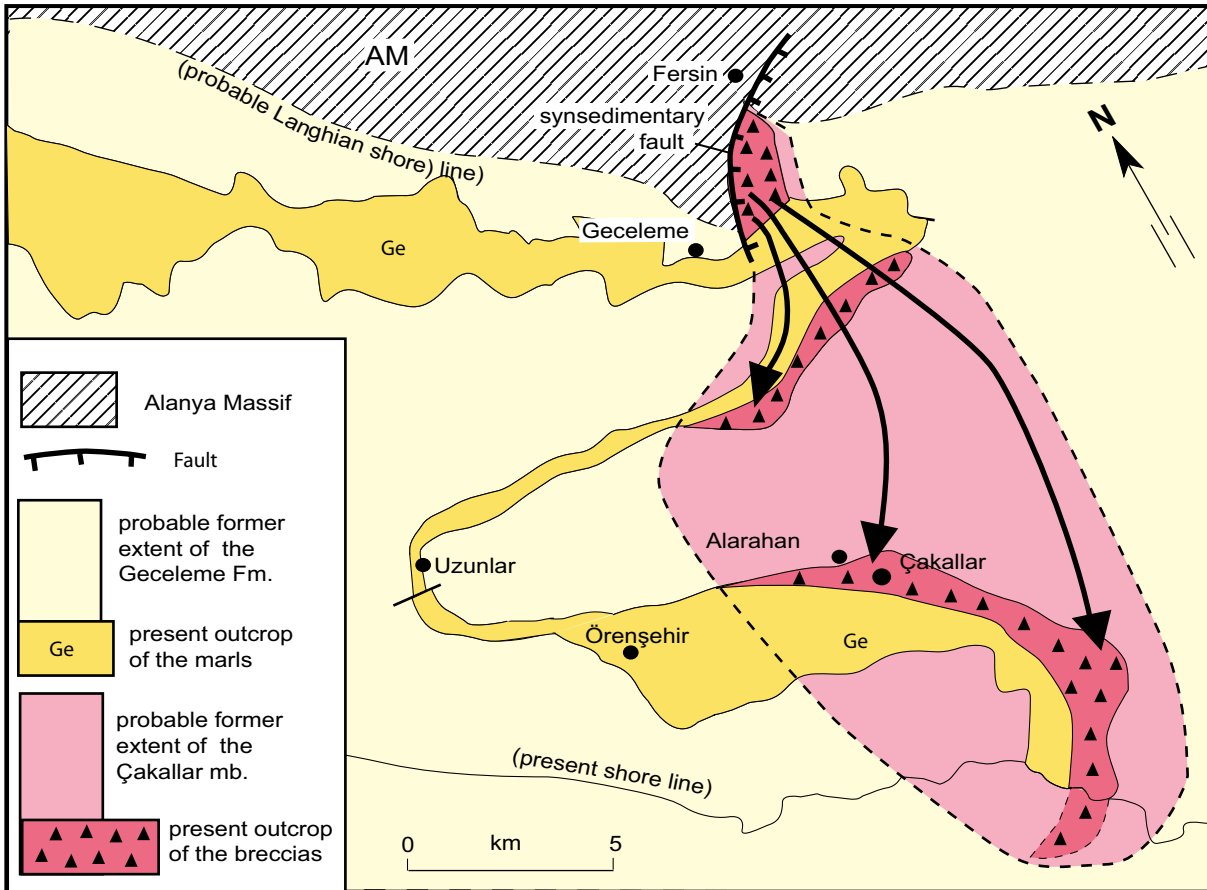 AM
Fersin
(probable Langhian shore) line)
synsedimentary
fault
N
Geceleme
Ge
Alanya Massif
Fault
probable former
extent of the
Geceleme Fm.
Ge
present outcrop
of the marls
probable former
extent of the
Çakallar mb.
present outcrop
of the breccias
Uzunlar
Alarahan
Çakallar
Örenşehir
Ge
(present shore line)
0 km 5